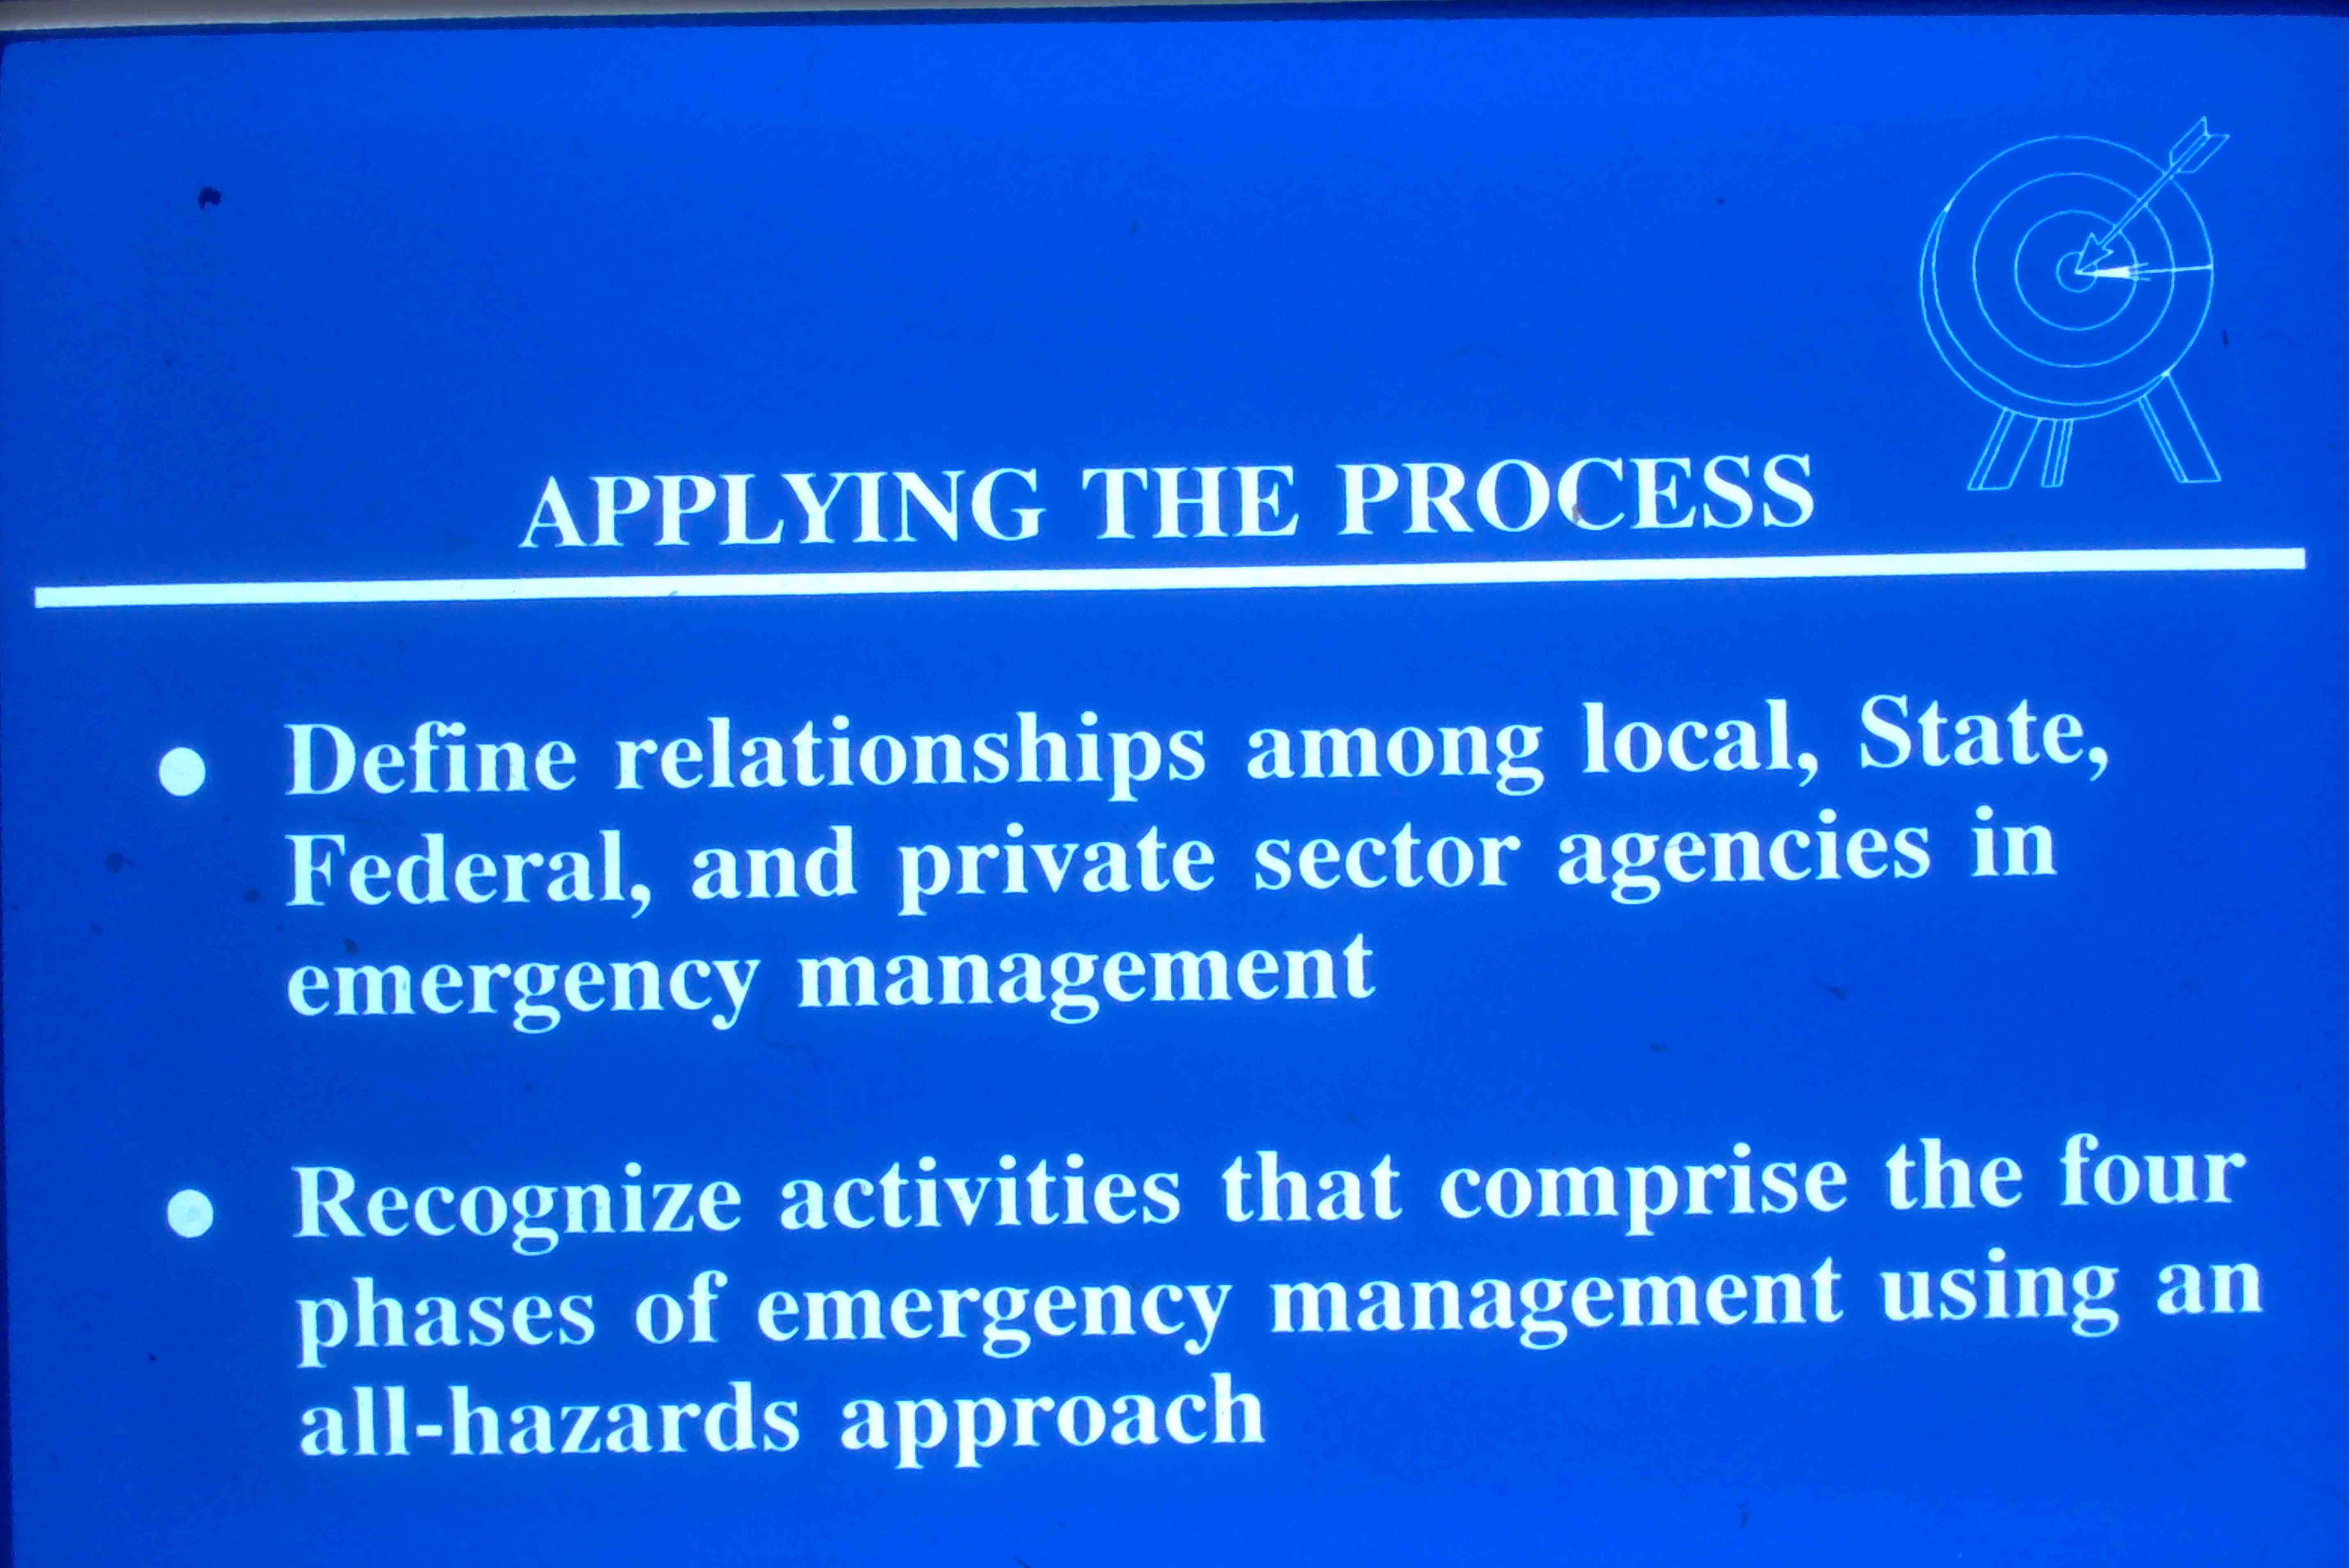 APPLYING THE PROCESS
● Define relationships among local, State,
Federal, and private sector agencies in
emergency management
● Recognize activities that comprise the four
phases of emergency management using an
all-hazards approach